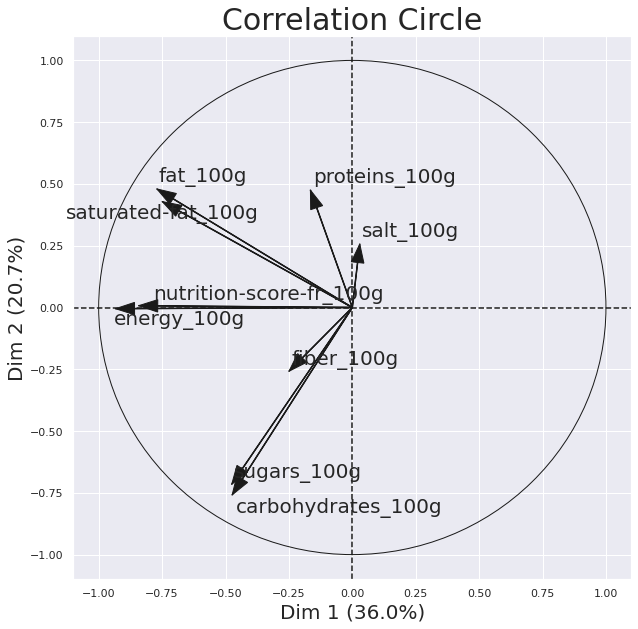 Correlation Circle
1.00
0.75
0.50
0.25
0.00
−0.25
−0.50
−0.75
−1.00
Dim 2 (20.7%)
fat_100g
proteins_100g
saturated-fat_100g
salt_100g
nutrition-score-fr_100g
energy_100g
fiber_100g
sugars_100g
carbohydrates_100g
−1.00 −0.75 −0.50 −0.25 0.00 0.25 0.50 0.75 1.00
Dim 1 (36.0%)